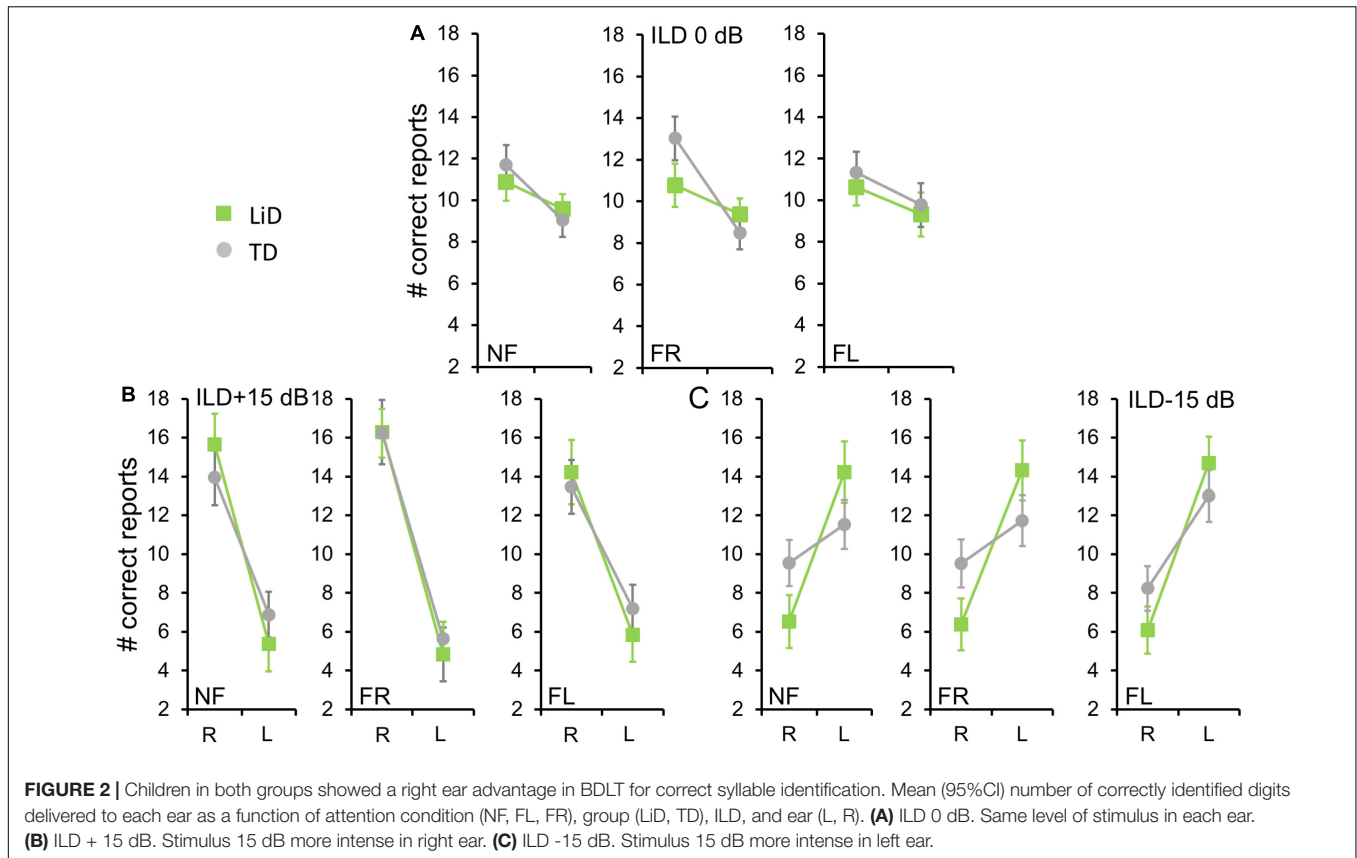 A
ILD 0 dB
# correct reports
18
16
14
12
10
8
6
4
2
NF
18
16
14
12
10
8
6
4
2
FR
18
16
14
12
10
8
6
4
2
FL
LiD
TD
B
ILD+15 dB
# correct reports
18
16
14
12
10
8
6
4
2
NF
R L
18
16
14
12
10
8
6
4
2
FR
R L
18
16
14
12
10
8
6
4
2
FL
R L
C
ILD-15 dB
18
16
14
12
10
8
6
4
2
NF
R L
18
16
14
12
10
8
6
4
2
FR
R L
18
16
14
12
10
8
6
4
2
FL
R L
FIGURE 2 | Children in both groups showed a right ear advantage in BDLT for correct syllable identification. Mean (95%CI) number of correctly identified digits
delivered to each ear as a function of attention condition (NF, FL, FR), group (LiD, TD), ILD, and ear (L, R). (A) ILD 0 dB. Same level of stimulus in each ear.
(B) ILD + 15 dB. Stimulus 15 dB more intense in right ear. (C) ILD -15 dB. Stimulus 15 dB more intense in left ear.